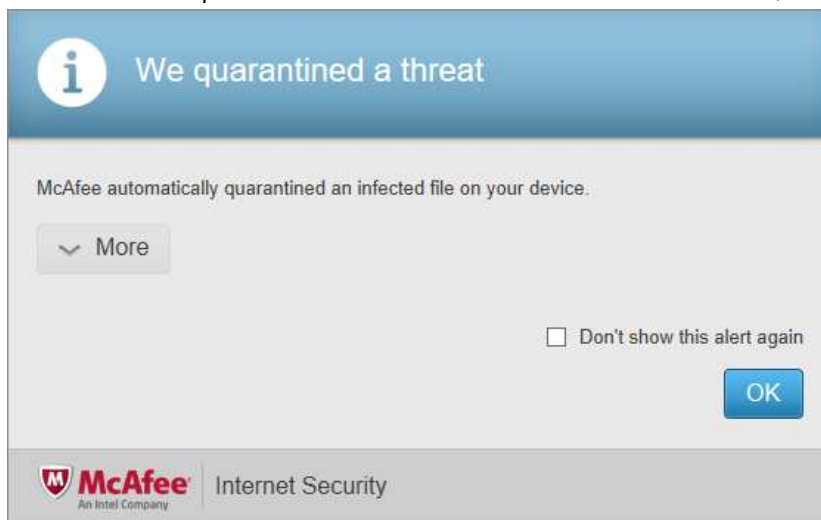 We quarantined a threat
McAfee automatically quarantined an infected file on your device.
More
Don't show this alert again
OK
McAfee
An Intel Company
Internet Security